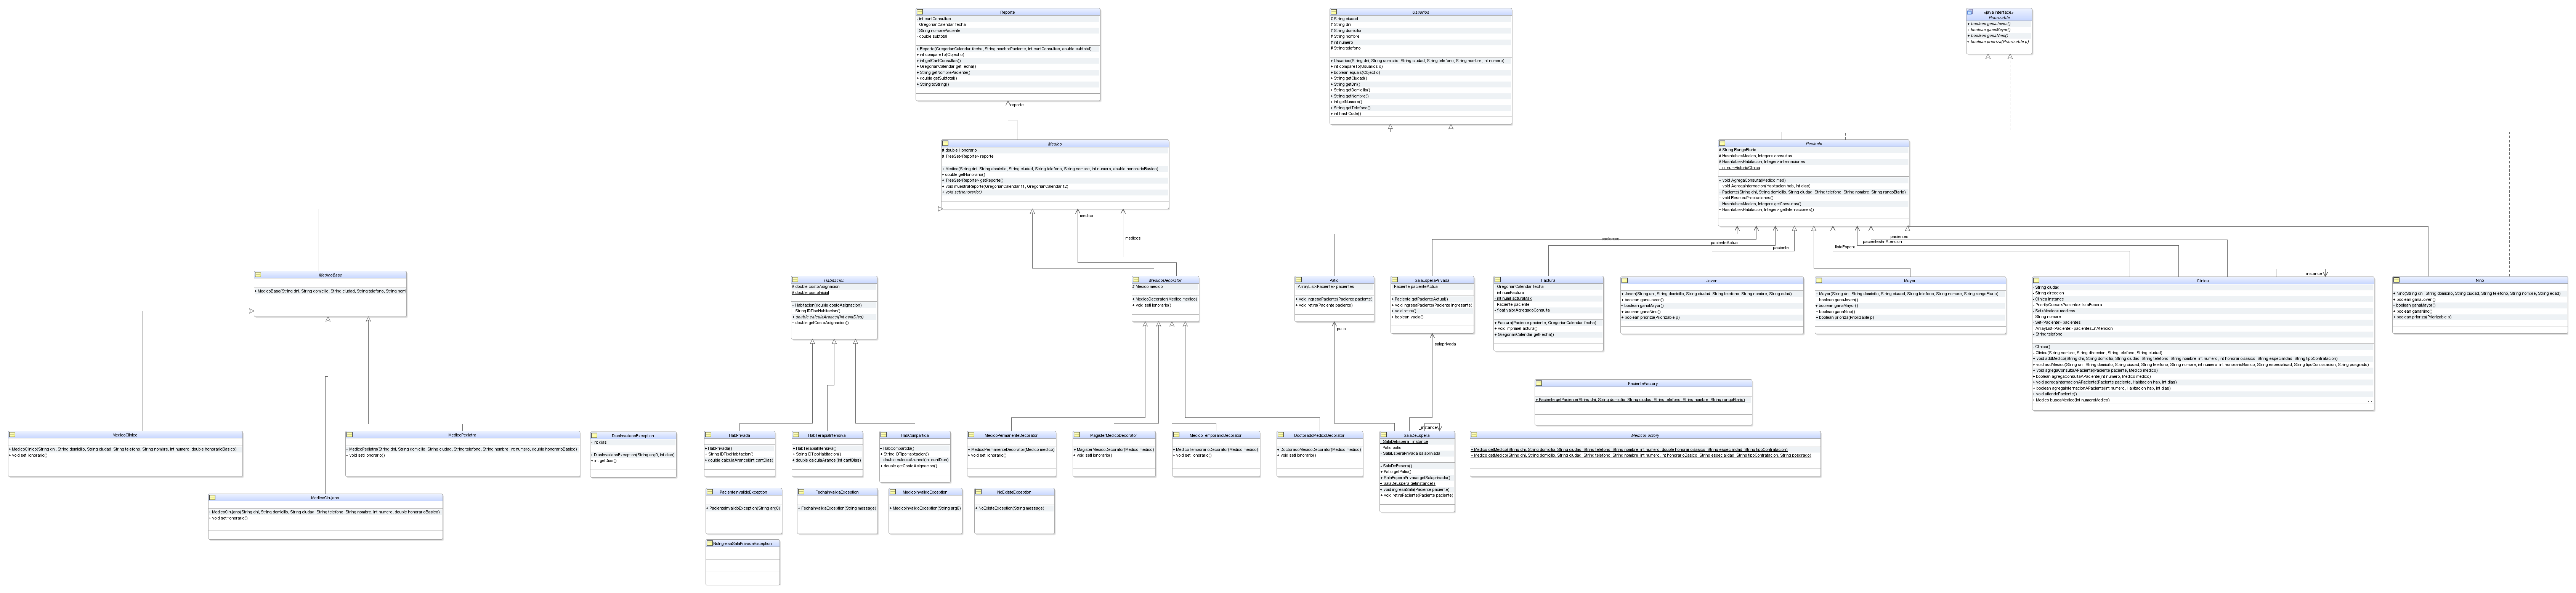 Reporte
- int cantConsultas
- GregorianCalendar fecha
- String nombrePaciente
- double subtotal
+ Reporte(GregorianCalendar fecha, String nombrePaciente, int cantConsultas, double subtotal)
+ int compareTo(Object o)
+ int getCantConsultas()
+ GregorianCalendar getFecha()
+ String getNombrePaciente()
+ double getSubtotal()
+ String toString()
reporte
Usuarios
# String ciudad
# String dni
# String domicilio
# String nombre
# int numero
# String telefono
+ Usuarios(String dni, String domicilio, String ciudad, String telefono, String nombre, int numero)
+ int compareTo(Usuarios o)
+ boolean equals(Object o)
+ String getCiudad()
+ String getDni()
+ String getDomicilio()
+ String getNombre()
+ int getNumero()
+ String getTelefono()
+ int hashCode()
«java interface»
Priorizable
+ boolean ganaJoven()
+ boolean ganaMayor()
+ boolean ganaNino()
+ boolean prioriza(Priorizable p)
Medico
# double Honorario
# TreeSet<Reporte> reporte
+ Medico(String dni, String domicilio, String ciudad, String telefono, String nombre, int numero, double honorarioBasico)
+ double getHonorario()
+ TreeSet<Reporte> getReporte()
+ void muestraReporte(GregorianCalendar f1, GregorianCalendar f2)
+ void setHonorario()
medico
medicos
Paciente
# String RangoEtario
# Hashtable<Medico, Integer> consultas
# Hashtable<Habitacion, Integer> internaciones
- int numHistoriaClinica
+ void AgregaConsulta(Medico med)
+ void AgregaInternacion(Habitacion hab, int dias)
+ Paciente(String dni, String domicilio, String ciudad, String telefono, String nombre, String rangoEtario)
+ void ReseteaPrestaciones()
+ Hashtable<Medico, Integer> getConsultas()
+ Hashtable<Habitacion, Integer> getInternaciones()
pacientes
pacienteActual
paciente
listaEspera
pacientesEnAtencion
pacientes
MedicoBase
+ MedicoBase(String dni, String domicilio, String ciudad, String telefono, String nom
Habitacion
# double costoAsignacion
# double costoInicial
+ Habitacion(double costoAsignacion)
+ String IDTipoHabitacion()
+ double calculaArancel(int cantDias)
+ double getCostoAsignacion()
MedicoDecorator
# Medico medico
+ MedicoDecorator(Medico medico)
+ void setHonorario()
Patio
ArrayList<Paciente> pacientes
+ void ingresaPaciente(Paciente paciente)
+ void retira(Paciente paciente)
SalaEsperaPrivada
- Paciente pacienteActual
+ Paciente getPacienteActual()
+ void ingresaPaciente(Paciente ingresante)
+ void retira()
+ boolean vacia()
Factura
- GregorianCalendar fecha
- int numFactura
- int numFacturaMax
- Paciente paciente
- float valorAgregadoConsulta
+ Factura(Paciente paciente, GregorianCalendar fecha)
+ void ImprimeFactura()
+ GregorianCalendar getFecha()
Joven
+ Joven(String dni, String domicilio, String ciudad, String telefono, String nombre, String edad)
+ boolean ganaJoven()
+ boolean ganaMayor()
+ boolean ganaNino()
+ boolean prioriza(Priorizable p)
Mayor
+ Mayor(String dni, String domicilio, String ciudad, String telefono, String nombre, String rangoEtario)
+ boolean ganaJoven()
+ boolean ganaMayor()
+ boolean ganaNino()
+ boolean prioriza(Priorizable p)
instance
Clinica
- String ciudad
- String direccion
- Clinica instance
- PriorityQueue<Paciente> listaEspera
- Set<Medico> medicos
- String nombre
- Set<Paciente> pacientes
- ArrayList<Paciente> pacientesEnAtencion
- String telefono
- Clinica()
- Clinica(String nombre, String direccion, String telefono, String ciudad)
+ void addMedico(String dni, String domicilio, String ciudad, String telefono, String nombre, int numero, int honorarioBasico, String especialidad, String tipoContratacion)
+ void addMedico(String dni, String domicilio, String ciudad, String telefono, String nombre, int numero, int honorarioBasico, String especialidad, String tipoContratacion, String posgrado)
+ void agregaConsultaAPaciente(Paciente paciente, Medico medico)
+ boolean agregaConsultaAPaciente(int numero, Medico medico)
+ void agregaInternacionAPaciente(Paciente paciente, Habitacion hab, int dias)
+ boolean agregaInternacionAPaciente(int numero, Habitacion hab, int dias)
+ void atiendePaciente()
+ Medico buscaMedico(int numeroMedico)
Nino
+ Nino(String dni, String domicilio, String ciudad, String telefono, String nombre, String edad)
+ boolean ganaJoven()
+ boolean ganaMayor()
+ boolean ganaNino()
+ boolean prioriza(Priorizable p)
salaprivada
patio
PacienteFactory
+ Paciente getPaciente(String dni, String domicilio, String ciudad, String telefono, String nombre, String rangoEtario)
MedicoClinico
+ MedicoClinico(String dni, String domicilio, String ciudad, String telefono, String nombre, int numero, double honorarioBasico)
+ void setHonorario()
MedicoPediatra
+ MedicoPediatra(String dni, String domicilio, String ciudad, String telefono, String nombre, int numero, double honorarioBasico)
+ void setHonorario()
DiasInvalidosException
- int dias
+ DiasInvalidosException(String arg0, int dias)
+ int getDias()
HabPrivada
+ HabPrivada()
+ String IDTipoHabitacion()
+ double calculaArancel(int cantDias)
HabTerapiaIntensiva
+ HabTerapiaIntensiva()
+ String IDTipoHabitacion()
+ double calculaArancel(int cantDias)
HabCompartida
+ HabCompartida()
+ String IDTipoHabitacion()
+ double calculaArancel(int cantDias)
+ double getCostoAsignacion()
MedicoPermanenteDecorator
+ MedicoPermanenteDecorator(Medico medico)
+ void setHonorario()
MagisterMedicoDecorator
+ MagisterMedicoDecorator(Medico medico)
+ void setHonorario()
MedicoTemporarioDecorator
+ MedicoTemporarioDecorator(Medico medico)
+ void setHonorario()
DoctoradoMedicoDecorator
+ DoctoradoMedicoDecorator(Medico medico)
+ void setHonorario()
_instance
SalaDeEspera
- SalaDeEspera _instance
- Patio patio
- SalaEsperaPrivada salaprivada
- SalaDeEspera()
+ Patio getPatio()
+ SalaEsperaPrivada getSalaprivada()
+ SalaDeEspera getInstance()
+ void ingresaSala(Paciente paciente)
+ void retiraPaciente(Paciente paciente)
MedicoFactory
+ Medico getMedico(String dni, String domicilio, String ciudad, String telefono, String nombre, int numero, double honorarioBasico, String especialidad, String tipoContratacion)
+ Medico getMedico(String dni, String domicilio, String ciudad, String telefono, String nombre, int numero, int honorarioBasico, String especialidad, String tipoContratacion, String posgrado)
MedicoCirujano
+ MedicoCirujano(String dni, String domicilio, String ciudad, String telefono, String nombre, int numero, double honorarioBasico)
+ void setHonorario()
PacienteInvalidoException
+ PacienteInvalidoException(String arg0)
FechaInvalidaException
+ FechaInvalidaException(String message)
MedicoInvalidoException
+ MedicoInvalidoException(String arg0)
NoExisteException
+ NoExisteException(String message)
NoIngresaSalaPrivadaException